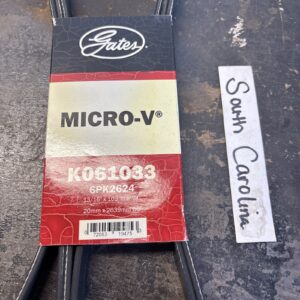 Gates
MICRO-V®
K061033
6PK2624
South Carolina